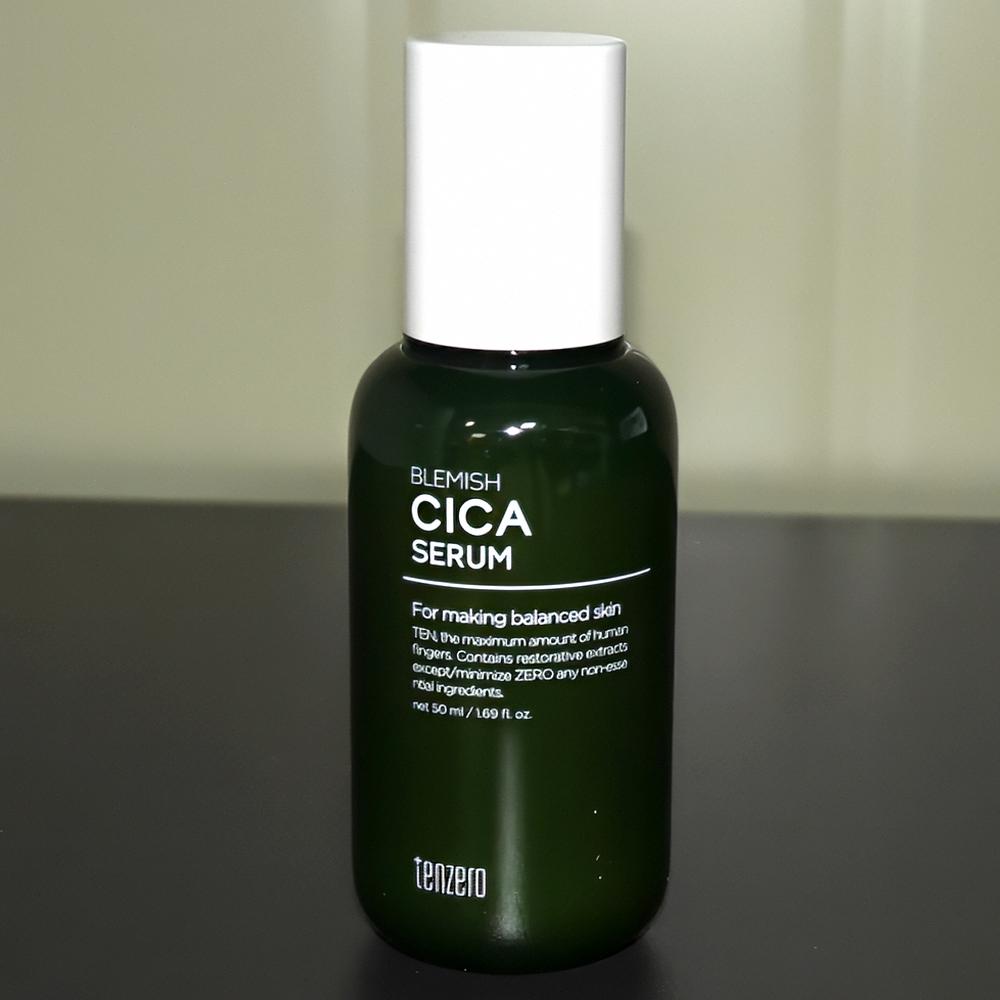 BLEMISH
CICA
SERUM
For making balanced skin
TEN, the maximum amount of human
fingers. Contains restorative extracts
except/minimize ZERO any non-esse
ntial ingredients.
net 50 ml / 1.69 fl. oz.
tenzero